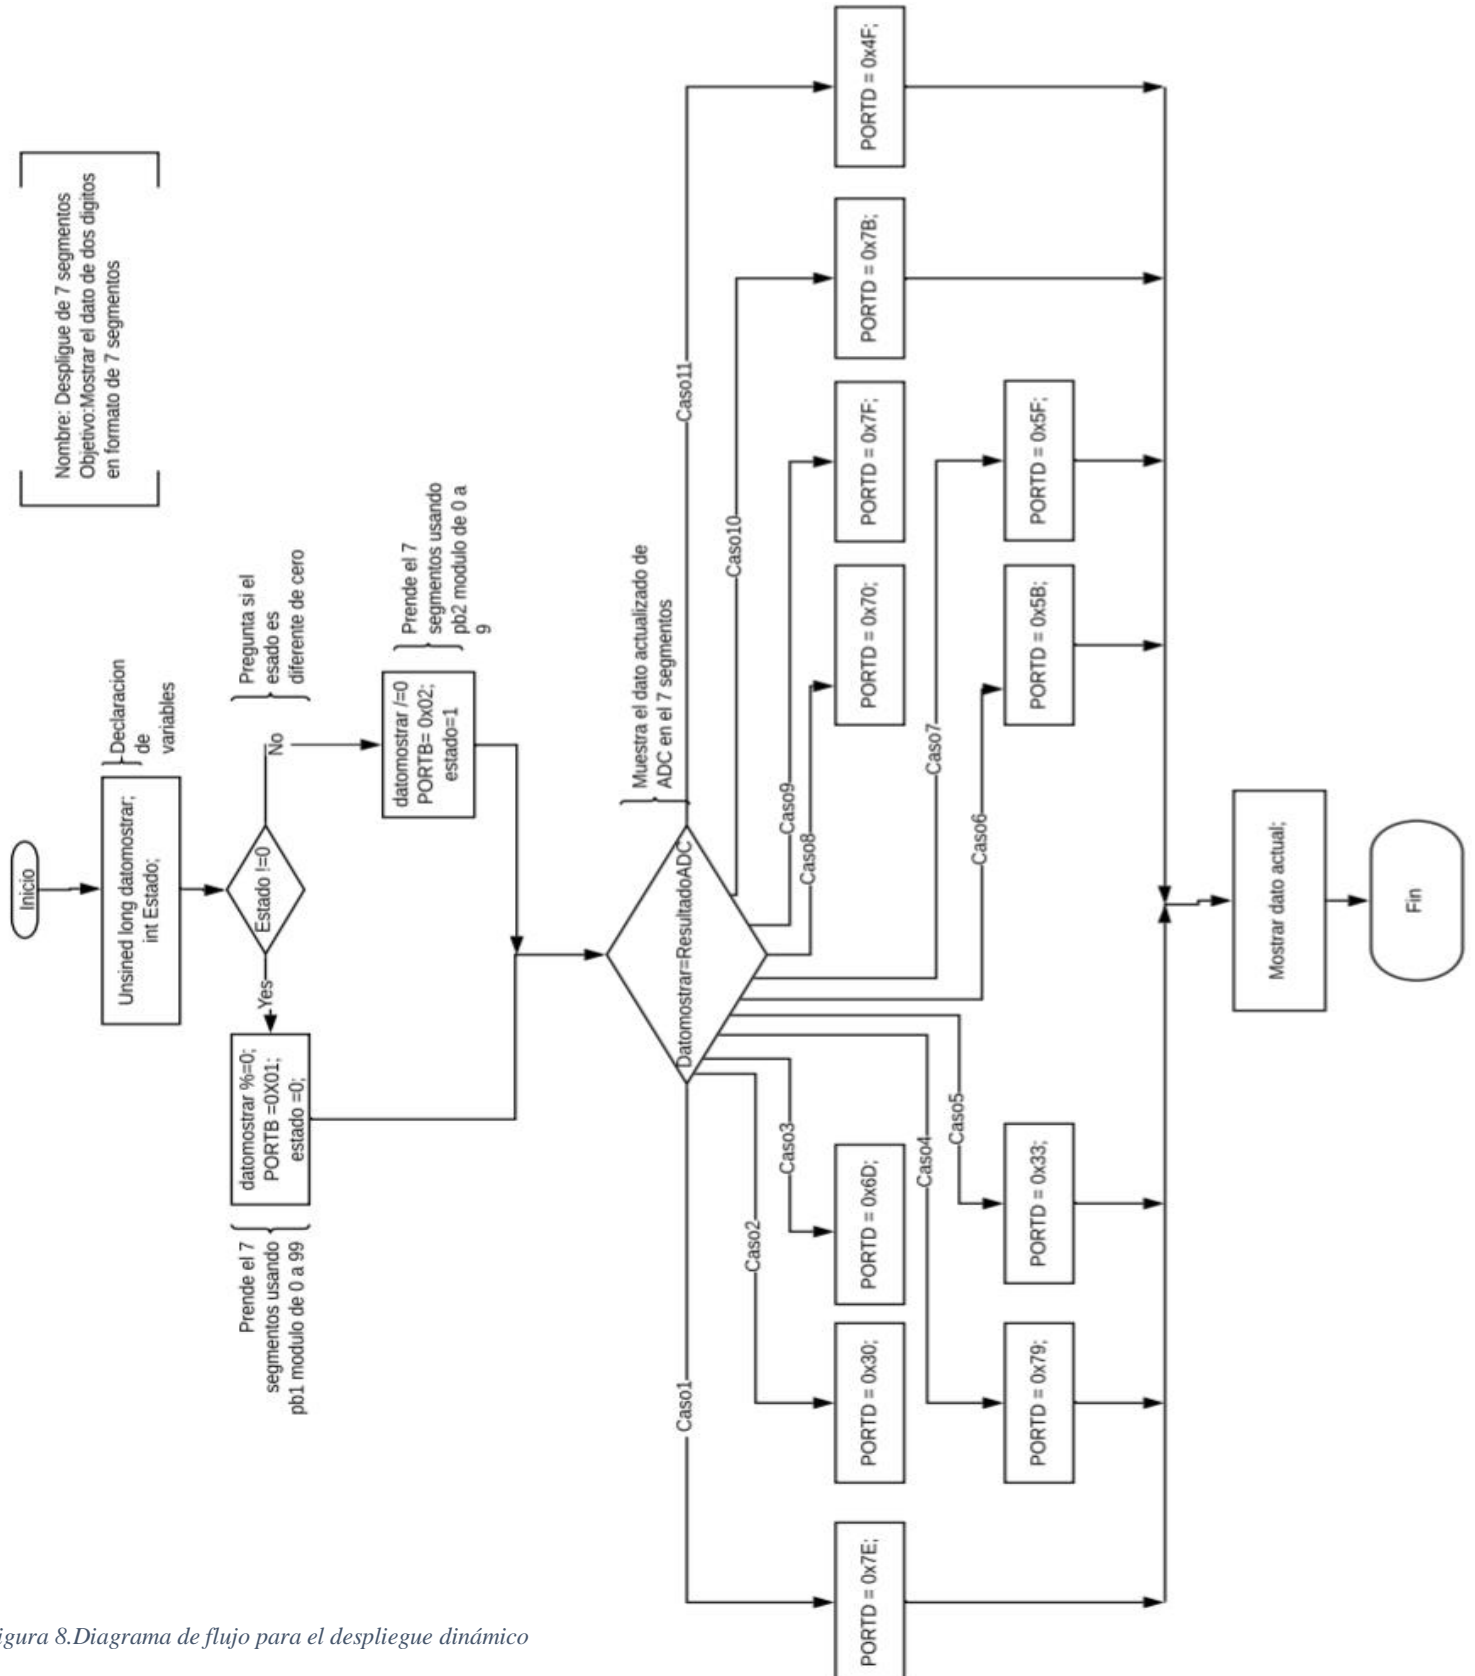 Nombre: Despligue de 7 segmentos
Objetivo:Mostrar el dato de dos digitos
en formato de 7 segmentos
Inicio
Unsined long datomostrar;
int Estado;
Declaracion
de
variables
Estado !=0
Pregunta si el
esado es
diferente de cero
Yes
No
Prende el 7
segmentos usando
pb1 modulo de 0 a 99
datomostrar %=0;
PORTB =0X01;
estado =0;
datomostrar /=0
PORTB= 0x02;
estado=1
Prende el 7
segmentos usando
pb2 modulo de 0 a
9
Datomostrar=ResultadoADC
Muestra el dato actualizado de
ADC en el 7 segmentos
Caso1
Caso2
Caso3
Caso4
Caso5
Caso6
Caso7
Caso8
Caso9
Caso10
Caso11
PORTD = 0x7E;
PORTD = 0x30;
PORTD = 0x6D;
PORTD = 0x70;
PORTD = 0x7F;
PORTD = 0x7B;
PORTD = 0x4F;
PORTD = 0x79;
PORTD = 0x33;
PORTD = 0x5B;
PORTD = 0x5F;
Mostrar dato actual;
Fin
igura 8.Diagrama de flujo para el despliegue dinámico